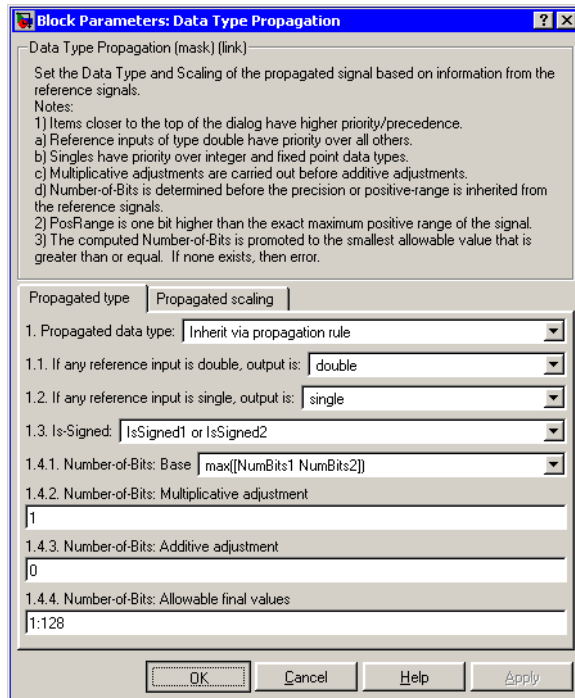 Block Parameters: Data Type Propagation
Data Type Propagation (mask) (link)
Set the Data Type and Scaling of the propagated signal based on information from the
reference signals.
Notes:
1) Items closer to the top of the dialog have higher priority/precedence.
a) Reference inputs of type double have priority over all others.
b) Singles have priority over integer and fixed point data types.
c) Multiplicative adjustments are carried out before additive adjustments.
d) Number-of-Bits is determined before the precision or positive-range is inherited from
the reference signals.
2) PosRange is one bit higher than the exact maximum positive range of the signal.
3) The computed Number-of-Bits is promoted to the smallest allowable value that is
greater than or equal. If none exists, then error.
Propagated type Propagated scaling
1. Propagated data type: Inherit via propagation rule
1.1. If any reference input is double, output is: double
1.2. If any reference input is single, output is: single
1.3. Is-Signed: IsSigned1 or IsSigned2
1.4.1. Number-of-Bits: Base max([NumBits1 NumBits2])
1.4.2. Number-of-Bits: Multiplicative adjustment
1
1.4.3. Number-of-Bits: Additive adjustment
0
1.4.4. Number-of-Bits: Allowable final values
1:128
OK Cancel Help Apply